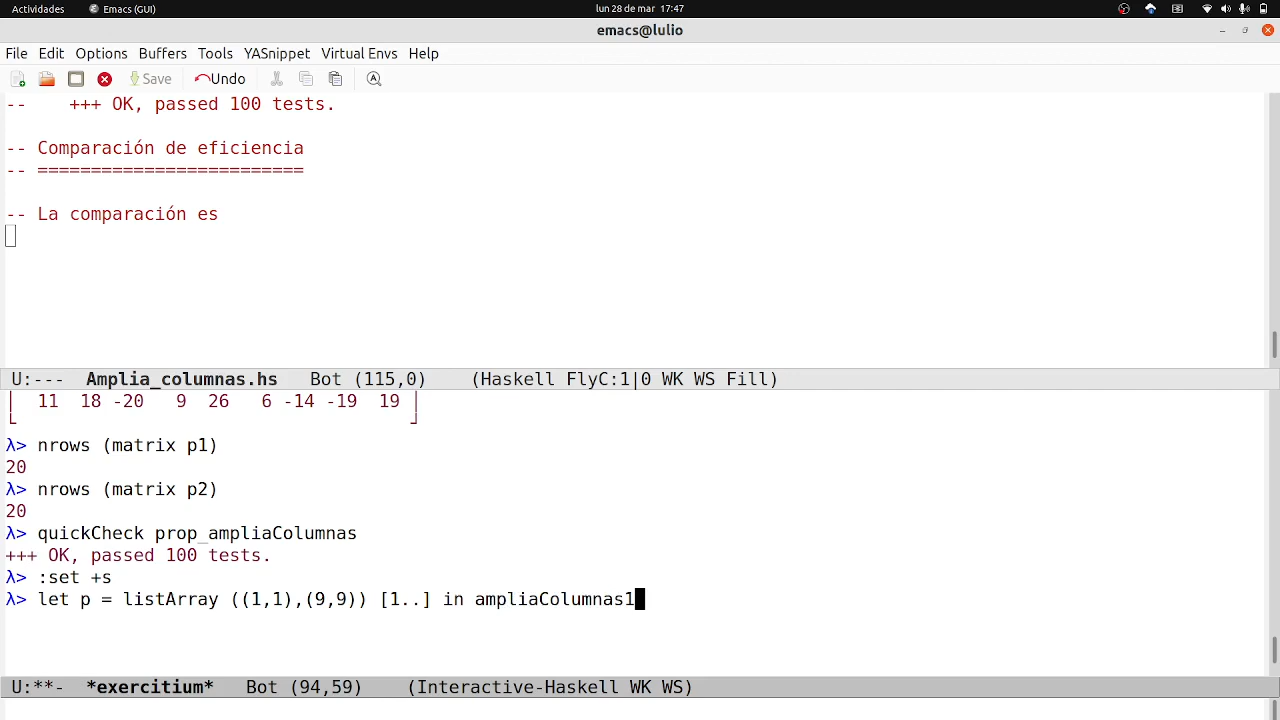 Actividades Emacs (GUI) lun 28 de mar 17:47
emacs@lulio
File Edit Options Buffers Tools YASnippet Virtual Envs Help
Save Undo
-- +++ OK, passed 100 tests.
-- Comparación de eficiencia
-- =========================
-- La comparación es
U:--- Amplia_columnas.hs Bot (115,0) (Haskell FlyC:1|0 WK WS Fill)
│ 11 18 -20 9 26 6 -14 -19 19 │
└ ┘
λ> nrows (matrix p1)
20
λ> nrows (matrix p2)
20
λ> quickCheck prop_ampliaColumnas
+++ OK, passed 100 tests.
λ> :set +s
λ> let p = listArray ((1,1),(9,9)) [1..] in ampliaColumnas1
U:**- *exercitium* Bot (94,59) (Interactive-Haskell WK WS)